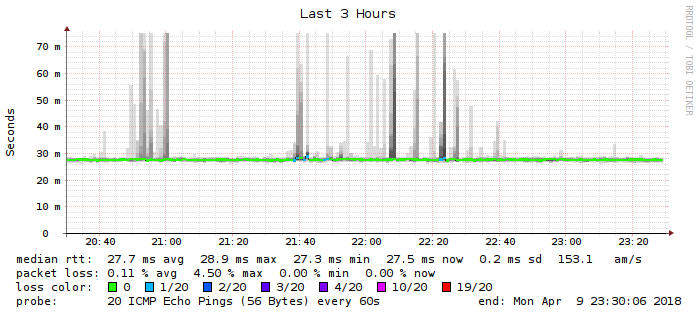 Last 3 Hours
RRDTOOL / TOBI OETIKER
Seconds
70 m
60 m
50 m
40 m
30 m
20 m
10 m
0
20:40 21:00 21:20 21:40 22:00 22:20 22:40 23:00 23:20
median rtt: 27.7 ms avg 28.9 ms max 27.3 ms min 27.5 ms now 0.2 ms sd 153.1 am/s
packet loss: 0.11 % avg 4.50 % max 0.00 % min 0.00 % now
loss color: 0 1/20 2/20 3/20 4/20 10/20 19/20
probe: 20 ICMP Echo Pings (56 Bytes) every 60s end: Mon Apr 9 23:30:06 2018